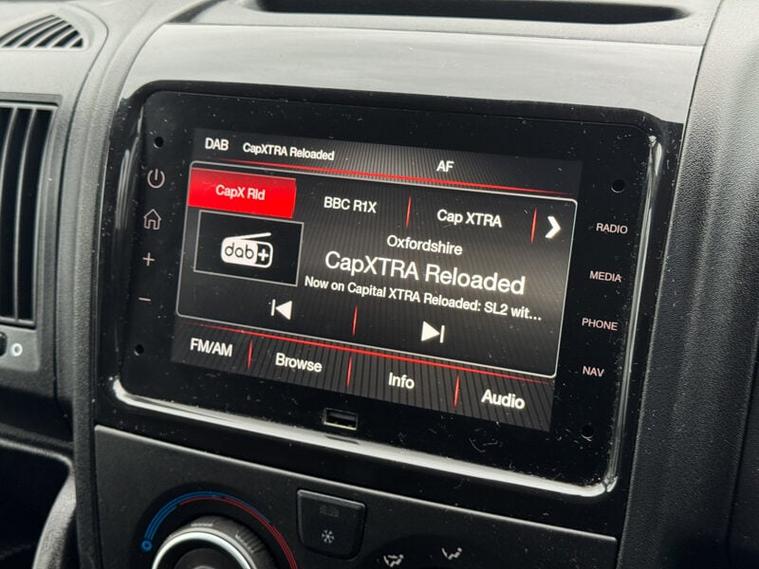 DAB CapXTRA Reloaded AF
CapX Rld BBC R1X Cap XTRA
dab+
Oxfordshire
CapXTRA Reloaded
Now on Capital XTRA Reloaded: SL2 wit...
FM/AM Browse Info Audio
RADIO
MEDIA
PHONE
NAV